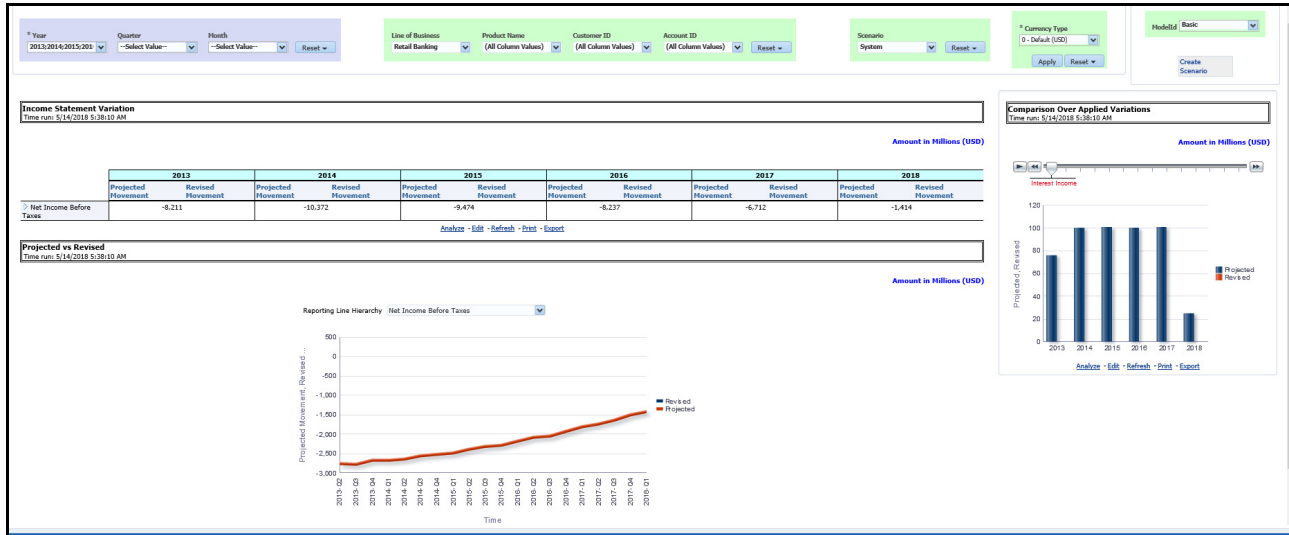 * Year
2013;2014;2015;201
Quarter
--Select Value--
Month
--Select Value--
Reset
Line of Business
Retail Banking
Product Name
(All Column Values)
Customer ID
(All Column Values)
Account ID
(All Column Values)
Reset
Scenario
System
Reset
* Currency Type
0 - Default (USD)
Apply Reset
ModelId Basic
Create
Scenario
Income Statement Variation
Time run: 5/14/2018 5:38:10 AM
Amount in Millions (USD)
2013 2014 2015 2016 2017 2018
Projected Movement Revised Movement Projected Movement Revised Movement Projected Movement Revised Movement Projected Movement Revised Movement Projected Movement Revised Movement Projected Movement Revised Movement
Net Income Before Taxes -8,211 -10,372 -9,474 -8,237 -6,712 -1,414
Analyze - Edit - Refresh - Print - Export
Projected vs Revised
Time run: 5/14/2018 5:38:10 AM
Amount in Millions (USD)
Reporting Line Hierarchy Net Income Before Taxes
Projected Movement, Revised ...
500
0
-500
-1,000
-1,500
-2,000
-2,500
-3,000
2013-Q2
2013-Q3
2013-Q4
2014-Q1
2014-Q2
2014-Q3
2014-Q4
2015-Q1
2015-Q2
2015-Q3
2015-Q4
2016-Q1
2016-Q2
2016-Q3
2016-Q4
2017-Q1
2017-Q2
2017-Q3
2017-Q4
2018-Q1
Time
Revised
Projected
Comparison Over Applied Variations
Time run: 5/14/2018 5:38:10 AM
Amount in Millions (USD)
Interest Income
Projected, Revised
120
100
80
60
40
20
0
2013 2014 2015 2016 2017 2018
Projected
Revised
Analyze - Edit - Refresh - Print - Export